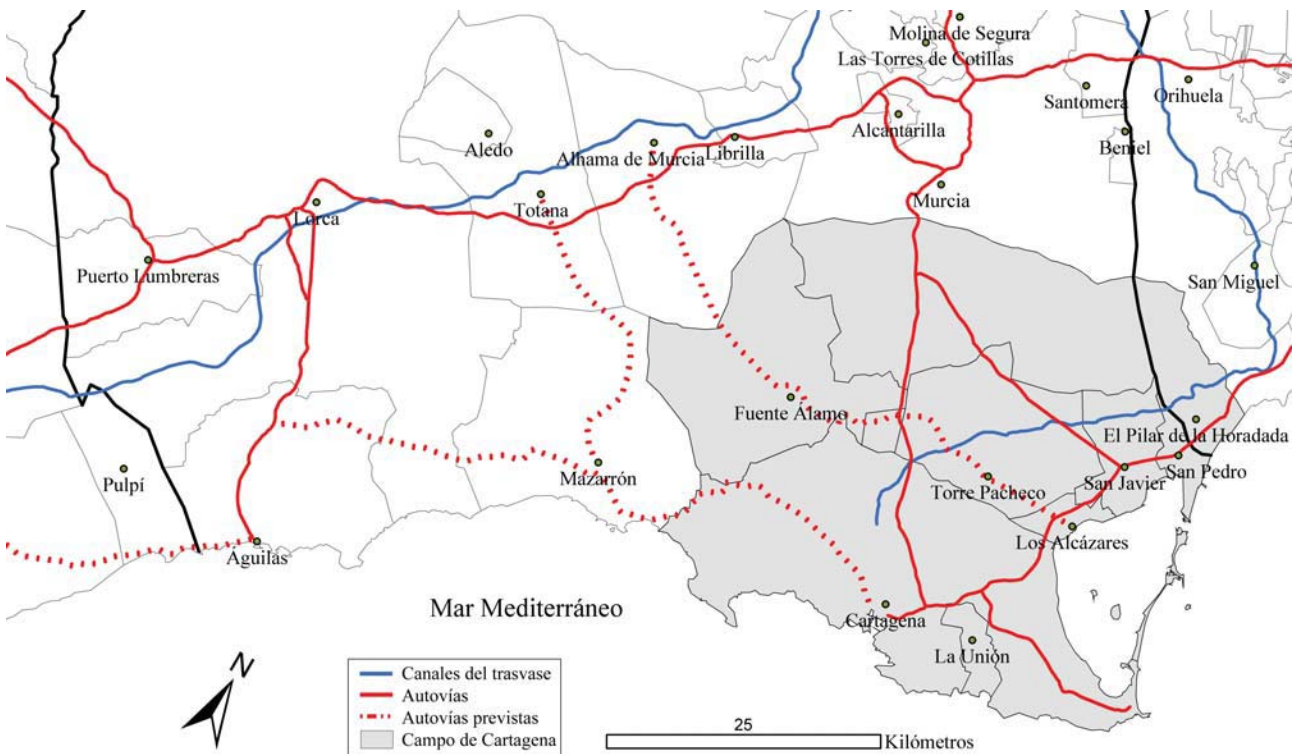 Molina de Segura
Las Torres de Cotillas
Santomera
Orihuela
Alcantarilla
Aledo
Alhama de Murcia
Librilla
Beniel
Murcia
Totana
Lorca
Puerto Lumbreras
San Miguel
Fuente Álamo
El Pilar de la Horadada
San Pedro
Mazarrón
Torre Pacheco
San Javier
Pulpí
Los Alcázares
Águilas
Mar Mediterráneo
Cartagena
La Unión
N
Canales del trasvase
Autovías
Autovías previstas
Campo de Cartagena
25
Kilómetros